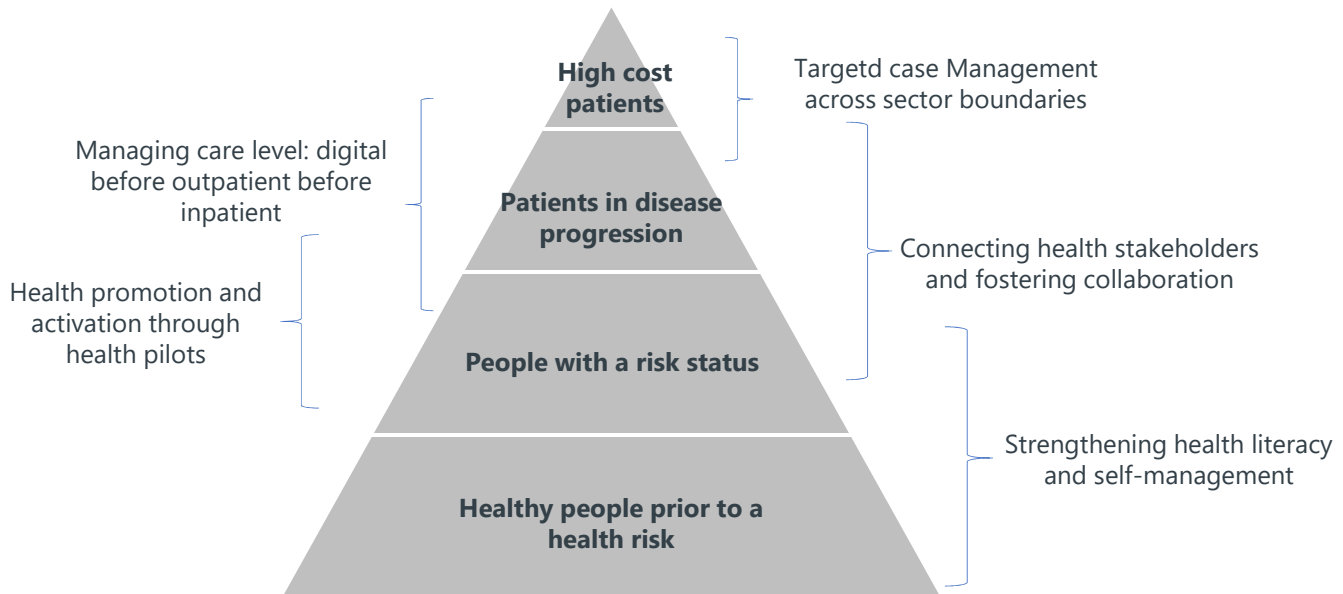 High cost
patients
Targetd case Management
across sector boundaries
Managing care level: digital
before outpatient before
inpatient
Patients in disease
progression
Connecting health stakeholders
and fostering collaboration
Health promotion and
activation through
health pilots
People with a risk status
Strengthening health literacy
and self-management
Healthy people prior to a
health risk